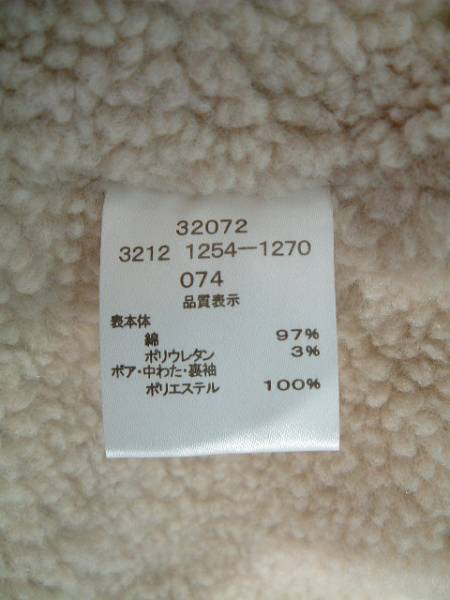 32072
3212 1254—1270
074
品質表示
表本体
綿 97%
ポリウレタン 3%
ボア・中わた・裏袖
ポリエステル 100%